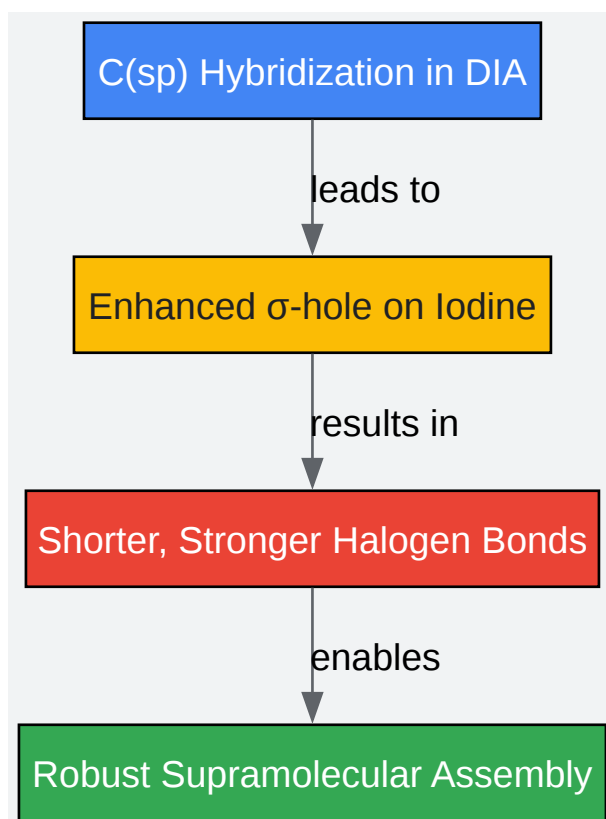 C(sp) Hybridization in DIA
leads to
Enhanced σ-hole on Iodine
results in
Shorter, Stronger Halogen Bonds
enables
Robust Supramolecular Assembly